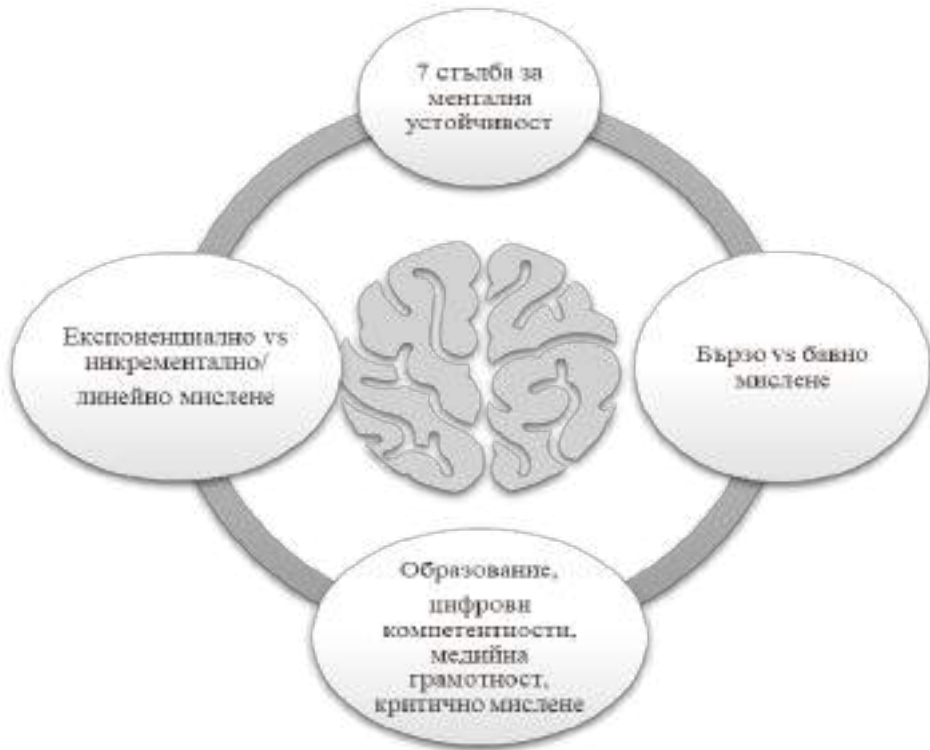 7 стълба за
ментална
устойчивост
Експоненциално vs
инкрементално/
линейно мислене
Бързо vs бавно
мислене
Образование,
цифрови
компетентности,
медийна
грамотност,
критично мислене